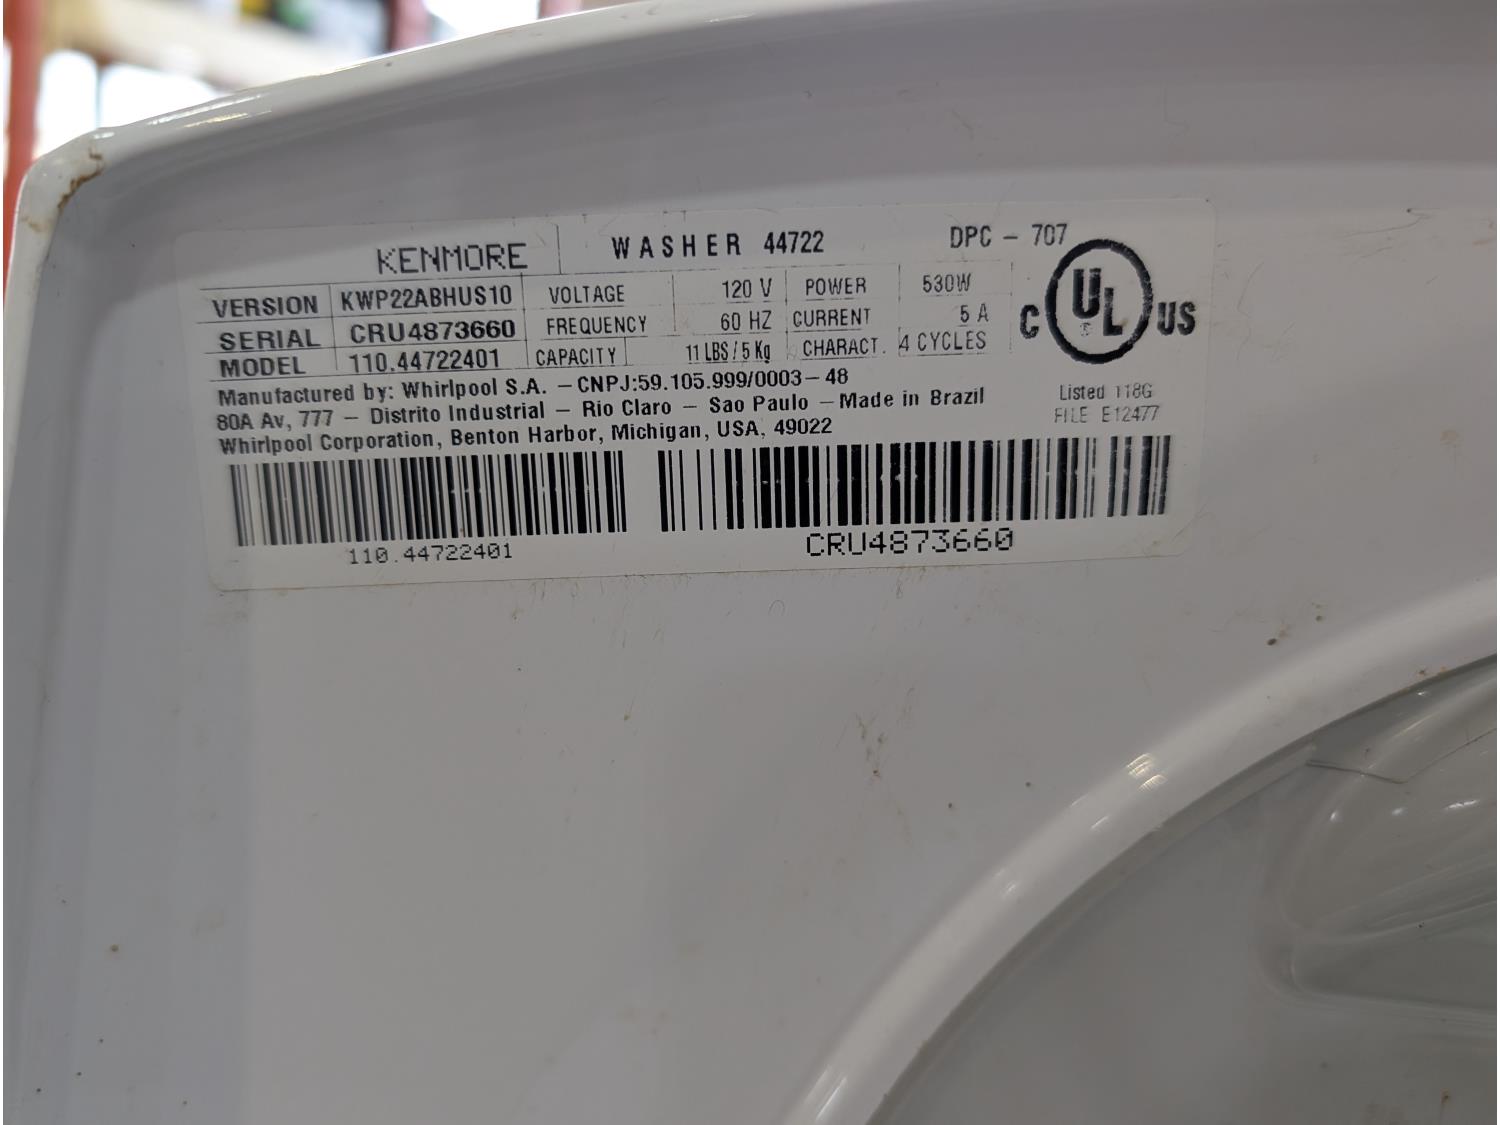 KENMORE WASHER 44722 DPC - 707
VERSION KWP22ABHUS10 VOLTAGE 120 V POWER 530W
SERIAL CRU4873660 FREQUENCY 60 HZ CURRENT 5 A
MODEL 110.44722401 CAPACITY 11 LBS / 5 Kg CHARACT. 4 CYCLES
C UL US
Manufactured by: Whirlpool S.A. - CNPJ:59.105.999/0003-48
80A Av, 777 - Distrito Industrial - Rio Claro - Sao Paulo - Made in Brazil
Whirlpool Corporation, Benton Harbor, Michigan, USA, 49022
Listed 118G
FILE E12477
110.44722401 CRU4873660